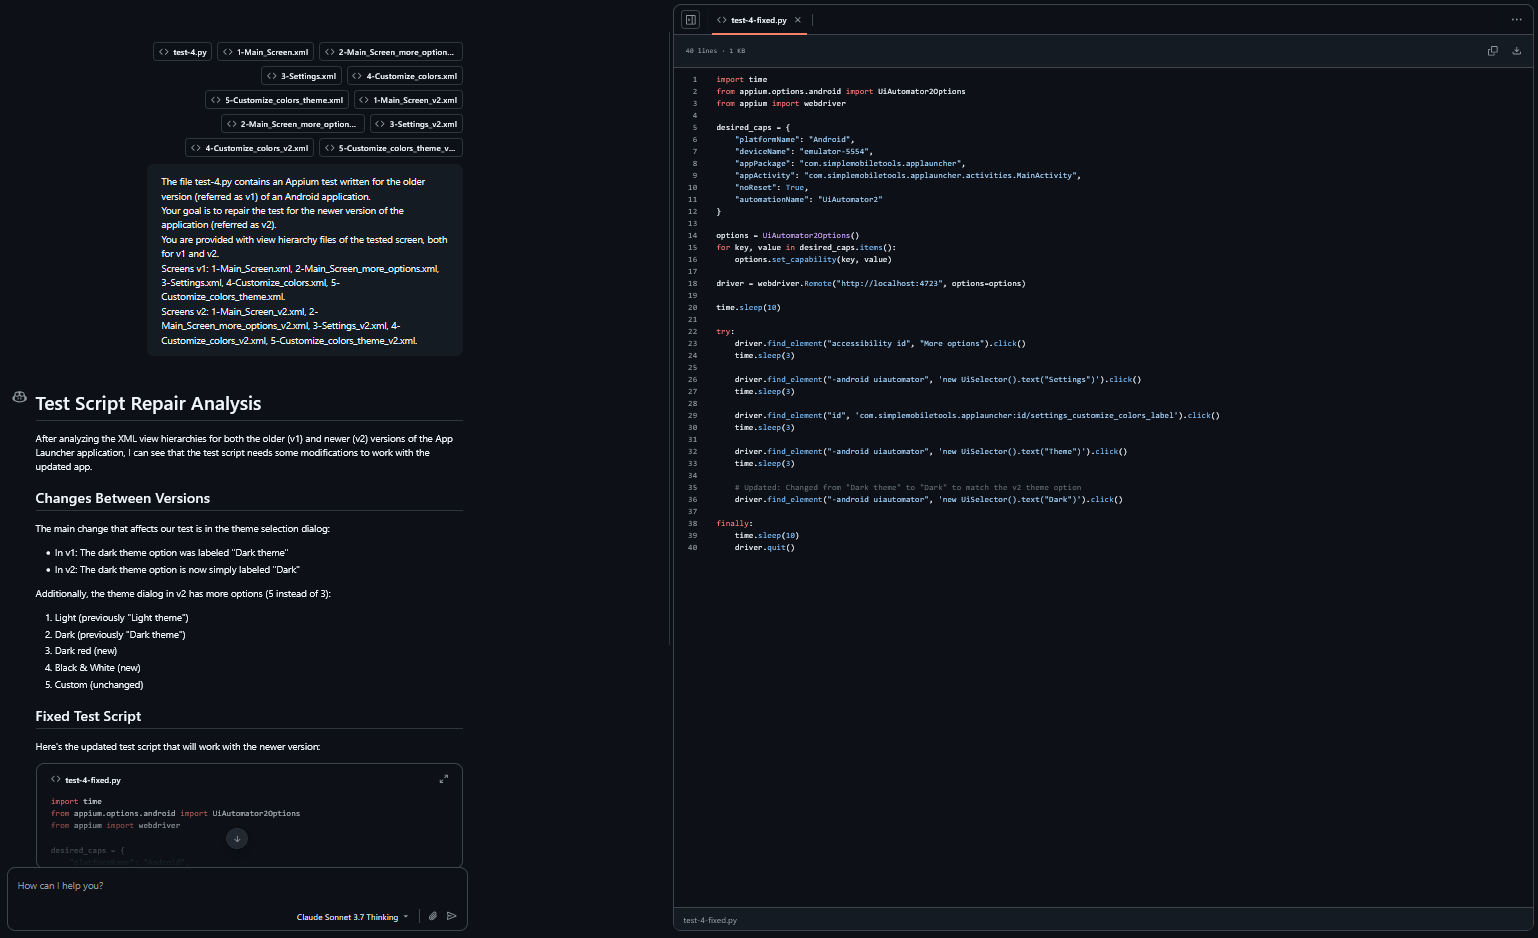 test-4.py
1-Main_Screen.xml
2-Main_Screen_more_option...
3-Settings.xml
4-Customize_colors.xml
5-Customize_colors_theme.xml
1-Main_Screen_v2.xml
2-Main_Screen_more_option...
3-Settings_v2.xml
4-Customize_colors_v2.xml
5-Customize_colors_theme_v...
The file test-4.py contains an Appium test written for the older
version (referred as v1) of an Android application.
Your goal is to repair the test for the newer version of the
application (referred as v2).
You are provided with view hierarchy files of the tested screen, both
for v1 and v2.
Screens v1: 1-Main_Screen.xml, 2-Main_Screen_more_options.xml,
3-Settings.xml, 4-Customize_colors.xml, 5-
Customize_colors_theme.xml.
Screens v2: 1-Main_Screen_v2.xml, 2-
Main_Screen_more_options_v2.xml, 3-Settings_v2.xml, 4-
Customize_colors_v2.xml, 5-Customize_colors_theme_v2.xml.
Test Script Repair Analysis
After analyzing the XML view hierarchies for both the older (v1) and newer (v2) versions of the App
Launcher application, I can see that the test script needs some modifications to work with the
updated app.
Changes Between Versions
The main change that affects our test is in the theme selection dialog:
• In v1: The dark theme option was labeled "Dark theme"
• In v2: The dark theme option is now simply labeled "Dark"
Additionally, the theme dialog in v2 has more options (5 instead of 3):
1. Light (previously "Light theme")
2. Dark (previously "Dark theme")
3. Dark red (new)
4. Black & White (new)
5. Custom (unchanged)
Fixed Test Script
Here's the updated test script that will work with the newer version:
test-4-fixed.py
import time
from appium.options.android import UiAutomator2Options
from appium import webdriver
desired_caps = {
"platformName": "Android",
How can I help you?
Claude Sonnet 3.7 Thinking
test-4-fixed.py
40 lines · 1 KB
1 import time
2 from appium.options.android import UiAutomator2Options
3 from appium import webdriver
4
5 desired_caps = {
6 "platformName": "Android",
7 "deviceName": "emulator-5554",
8 "appPackage": "com.simplemobiletools.applauncher",
9 "appActivity": "com.simplemobiletools.applauncher.activities.MainActivity",
10 "noReset": True,
11 "automationName": "UiAutomator2"
12 }
13
14 options = UiAutomator2Options()
15 for key, value in desired_caps.items():
16 options.set_capability(key, value)
17
18 driver = webdriver.Remote("http://localhost:4723", options=options)
19
20 time.sleep(10)
21
22 try:
23 driver.find_element("accessibility id", "More options").click()
24 time.sleep(3)
25
26 driver.find_element("-android uiautomator", 'new UiSelector().text("Settings")').click()
27 time.sleep(3)
28
29 driver.find_element("id", 'com.simplemobiletools.applauncher:id/settings_customize_colors_label').click()
30 time.sleep(3)
31
32 driver.find_element("-android uiautomator", 'new UiSelector().text("Theme")').click()
33 time.sleep(3)
34
35 # Updated: Changed from "Dark theme" to "Dark" to match the v2 theme option
36 driver.find_element("-android uiautomator", 'new UiSelector().text("Dark")').click()
37
38 finally:
39 time.sleep(10)
40 driver.quit()
test-4-fixed.py